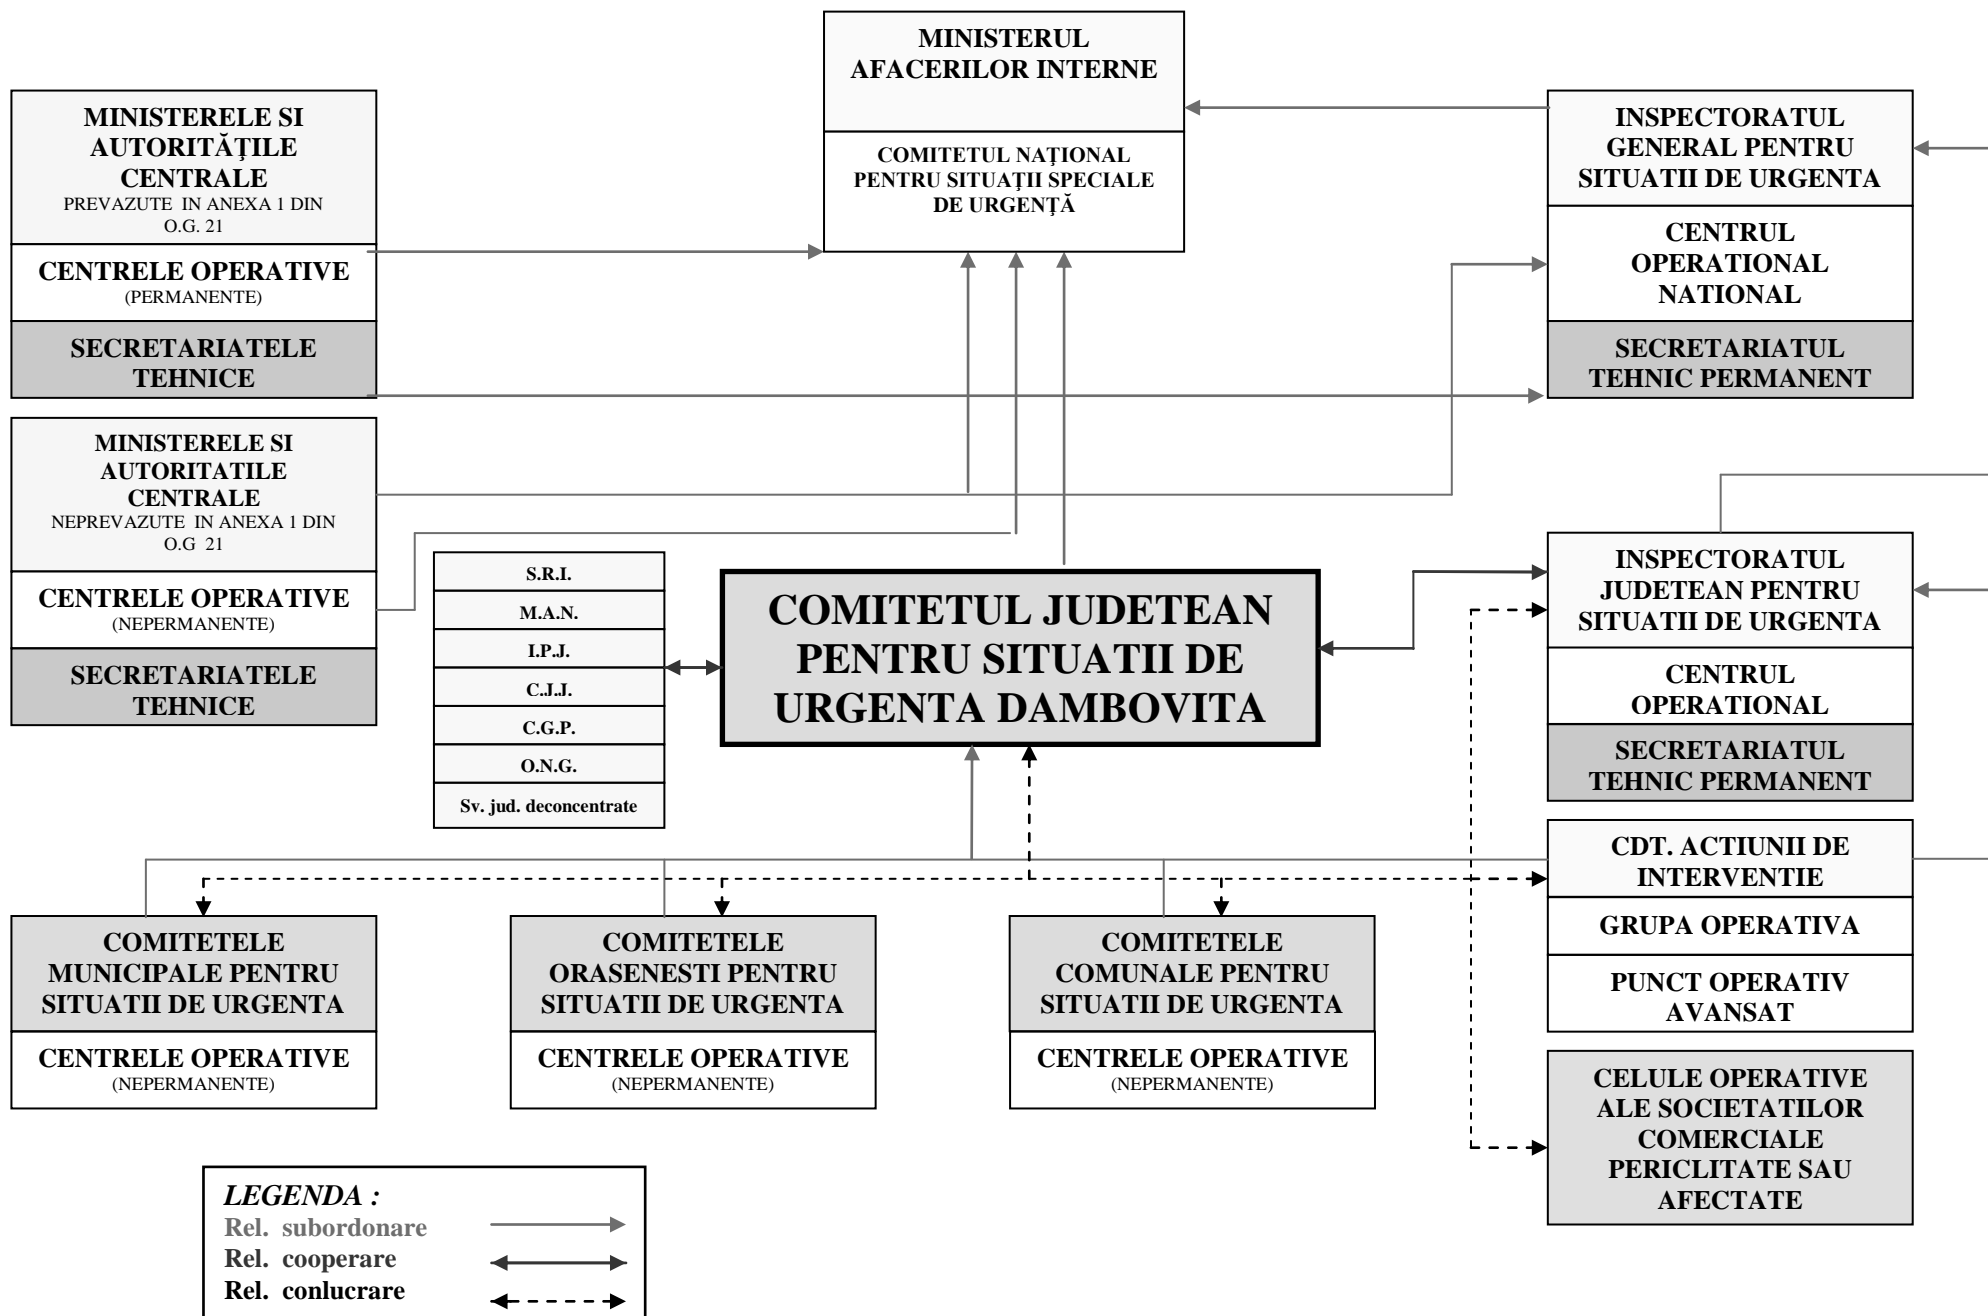 MINISTERUL
AFACERILOR INTERNE
COMITETUL NAŢIONAL
PENTRU SITUAŢII SPECIALE
DE URGENŢĂ
MINISTERELE SI
AUTORITĂŢILE
CENTRALE
PREVAZUTE IN ANEXA 1 DIN
O.G. 21
CENTRELE OPERATIVE
(PERMANENTE)
SECRETARIATELE
TEHNICE
INSPECTORATUL
GENERAL PENTRU
SITUATII DE URGENTA
CENTRUL
OPERATIONAL
NATIONAL
SECRETARIATUL
TEHNIC PERMANENT
MINISTERELE SI
AUTORITATILE
CENTRALE
NEPREVAZUTE IN ANEXA 1 DIN
O.G 21
CENTRELE OPERATIVE
(NEPERMANENTE)
SECRETARIATELE
TEHNICE
S.R.I.
M.A.N.
I.P.J.
C.J.J.
C.G.P.
O.N.G.
Sv. jud. deconcentrate
COMITETUL JUDETEAN
PENTRU SITUATII DE
URGENTA DAMBOVITA
INSPECTORATUL
JUDETEAN PENTRU
SITUATII DE URGENTA
CENTRUL
OPERATIONAL
SECRETARIATUL
TEHNIC PERMANENT
CDT. ACTIUNII DE
INTERVENTIE
GRUPA OPERATIVA
PUNCT OPERATIV
AVANSAT
COMITETELE
MUNICIPALE PENTRU
SITUATII DE URGENTA
CENTRELE OPERATIVE
(NEPERMANENTE)
COMITETELE
ORASENESTI PENTRU
SITUATII DE URGENTA
CENTRELE OPERATIVE
(NEPERMANENTE)
COMITETELE
COMUNALE PENTRU
SITUATII DE URGENTA
CENTRELE OPERATIVE
(NEPERMANENTE)
CELULE OPERATIVE
ALE SOCIETATILOR
COMERCIALE
PERICLITATE SAU
AFECTATE
LEGENDA :
Rel. subordonare
Rel. cooperare
Rel. conlucrare